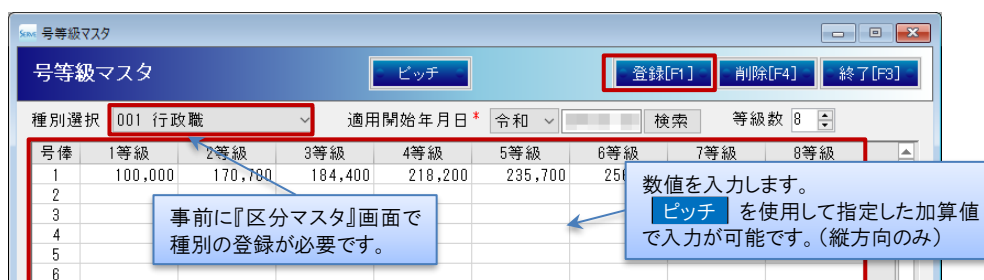 Serve 号等級マスタ
号等級マスタ ピッチ 登録[F1] 削除[F4] 終了[F3]
種別選択 001 行政職 適用開始年月日* 令和 検索 等級数 8
号俸 1等級 2等級 3等級 4等級 5等級 6等級 7等級 8等級
1 100,000 170,700 184,400 218,200 235,700
2
3
4
5
6
事前に『区分マスタ』画面で
種別の登録が必要です。
数値を入力します。
ピッチ を使用して指定した加算値
で入力が可能です。（縦方向のみ）